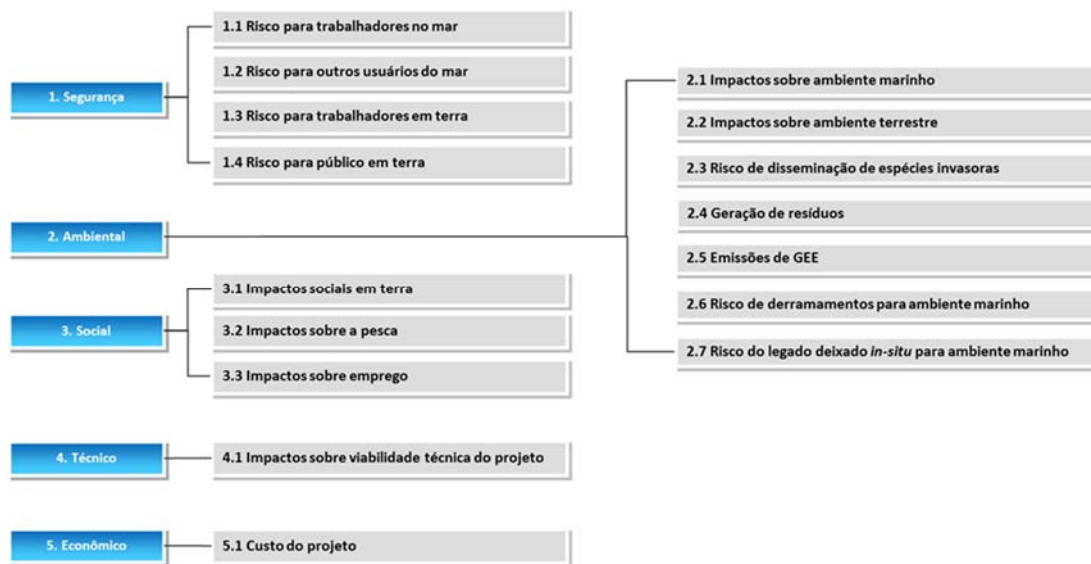 1. Segurança
1.1 Risco para trabalhadores no mar
1.2 Risco para outros usuários do mar
1.3 Risco para trabalhadores em terra
1.4 Risco para público em terra
2. Ambiental
2.1 Impactos sobre ambiente marinho
2.2 Impactos sobre ambiente terrestre
2.3 Risco de disseminação de espécies invasoras
2.4 Geração de resíduos
2.5 Emissões de GEE
2.6 Risco de derramamentos para ambiente marinho
2.7 Risco do legado deixado in-situ para ambiente marinho
3. Social
3.1 Impactos sociais em terra
3.2 Impactos sobre a pesca
3.3 Impactos sobre emprego
4. Técnico
4.1 Impactos sobre viabilidade técnica do projeto
5. Econômico
5.1 Custo do projeto